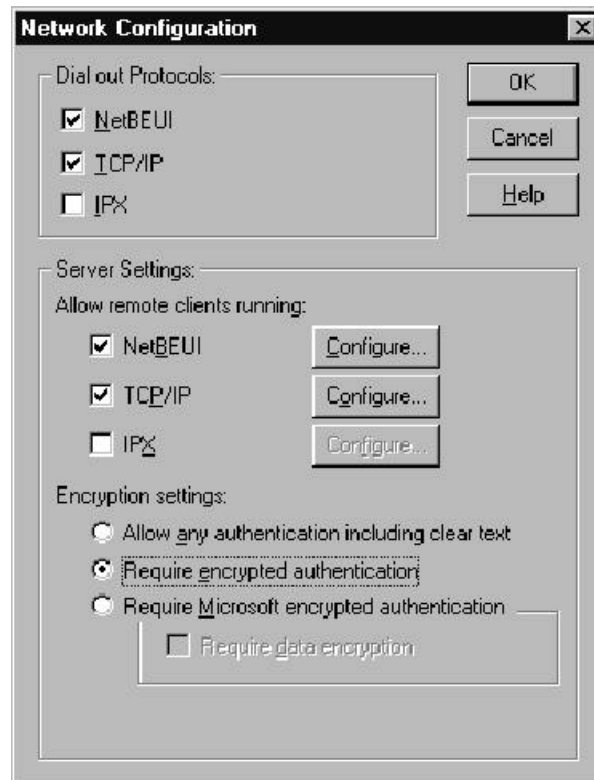 Network Configuration
Dial out Protocols:
NetBEUI
TCP/IP
IPX
OK
Cancel
Help
Server Settings:
Allow remote clients running:
NetBEUI Configure...
TCP/IP Configure...
IPX Configure...
Encryption settings:
Allow any authentication including clear text
Require encrypted authentication
Require Microsoft encrypted authentication
Require data encryption